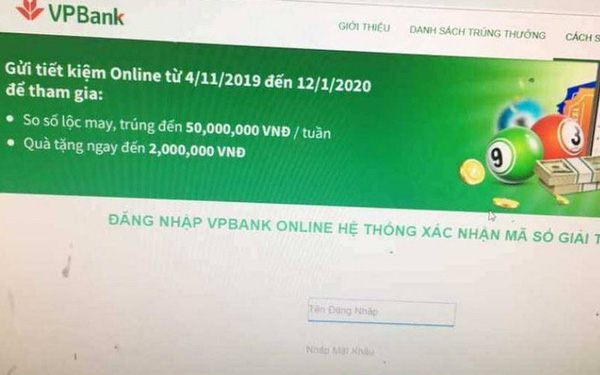 VPBank
GIỚI THIỆU
DANH SÁCH TRÚNG THƯỞNG
CÁCH S
Gửi tiết kiệm Online từ 4/11/2019 đến 12/1/2020
để tham gia:
• So số lộc may, trúng đến 50,000,000 VNĐ / tuần
• Quà tặng ngay đến 2,000,000 VNĐ
9
3
ĐĂNG NHẬP VPBANK ONLINE HỆ THỐNG XÁC NHẬN MÃ SỐ GIẢI T
Tên Đăng Nhập
Nhập Mật Khẩu